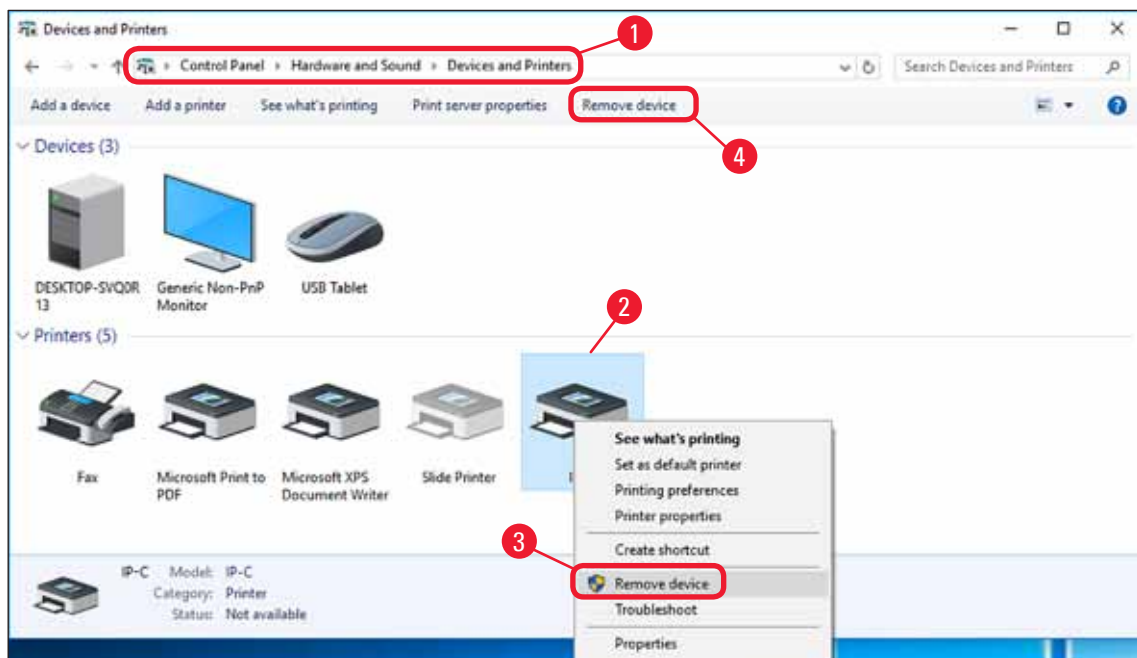 Devices and Printers
1
Control Panel Hardware and Sound Devices and Printers
Search Devices and Printers
Add a device Add a printer See what's printing Print server properties Remove device
4
Devices (3)
DESKTOP-SVQ0R
13
Generic Non-PnP
Monitor
USB Tablet
2
Printers (5)
Fax
Microsoft Print to
PDF
Microsoft XPS
Document Writer
Slide Printer
See what's printing
Set as default printer
Printing preferences
Printer properties
Create shortcut
3
Remove device
Troubleshoot
Properties
IP-C Model: IP-C
Category: Printer
Status: Not available